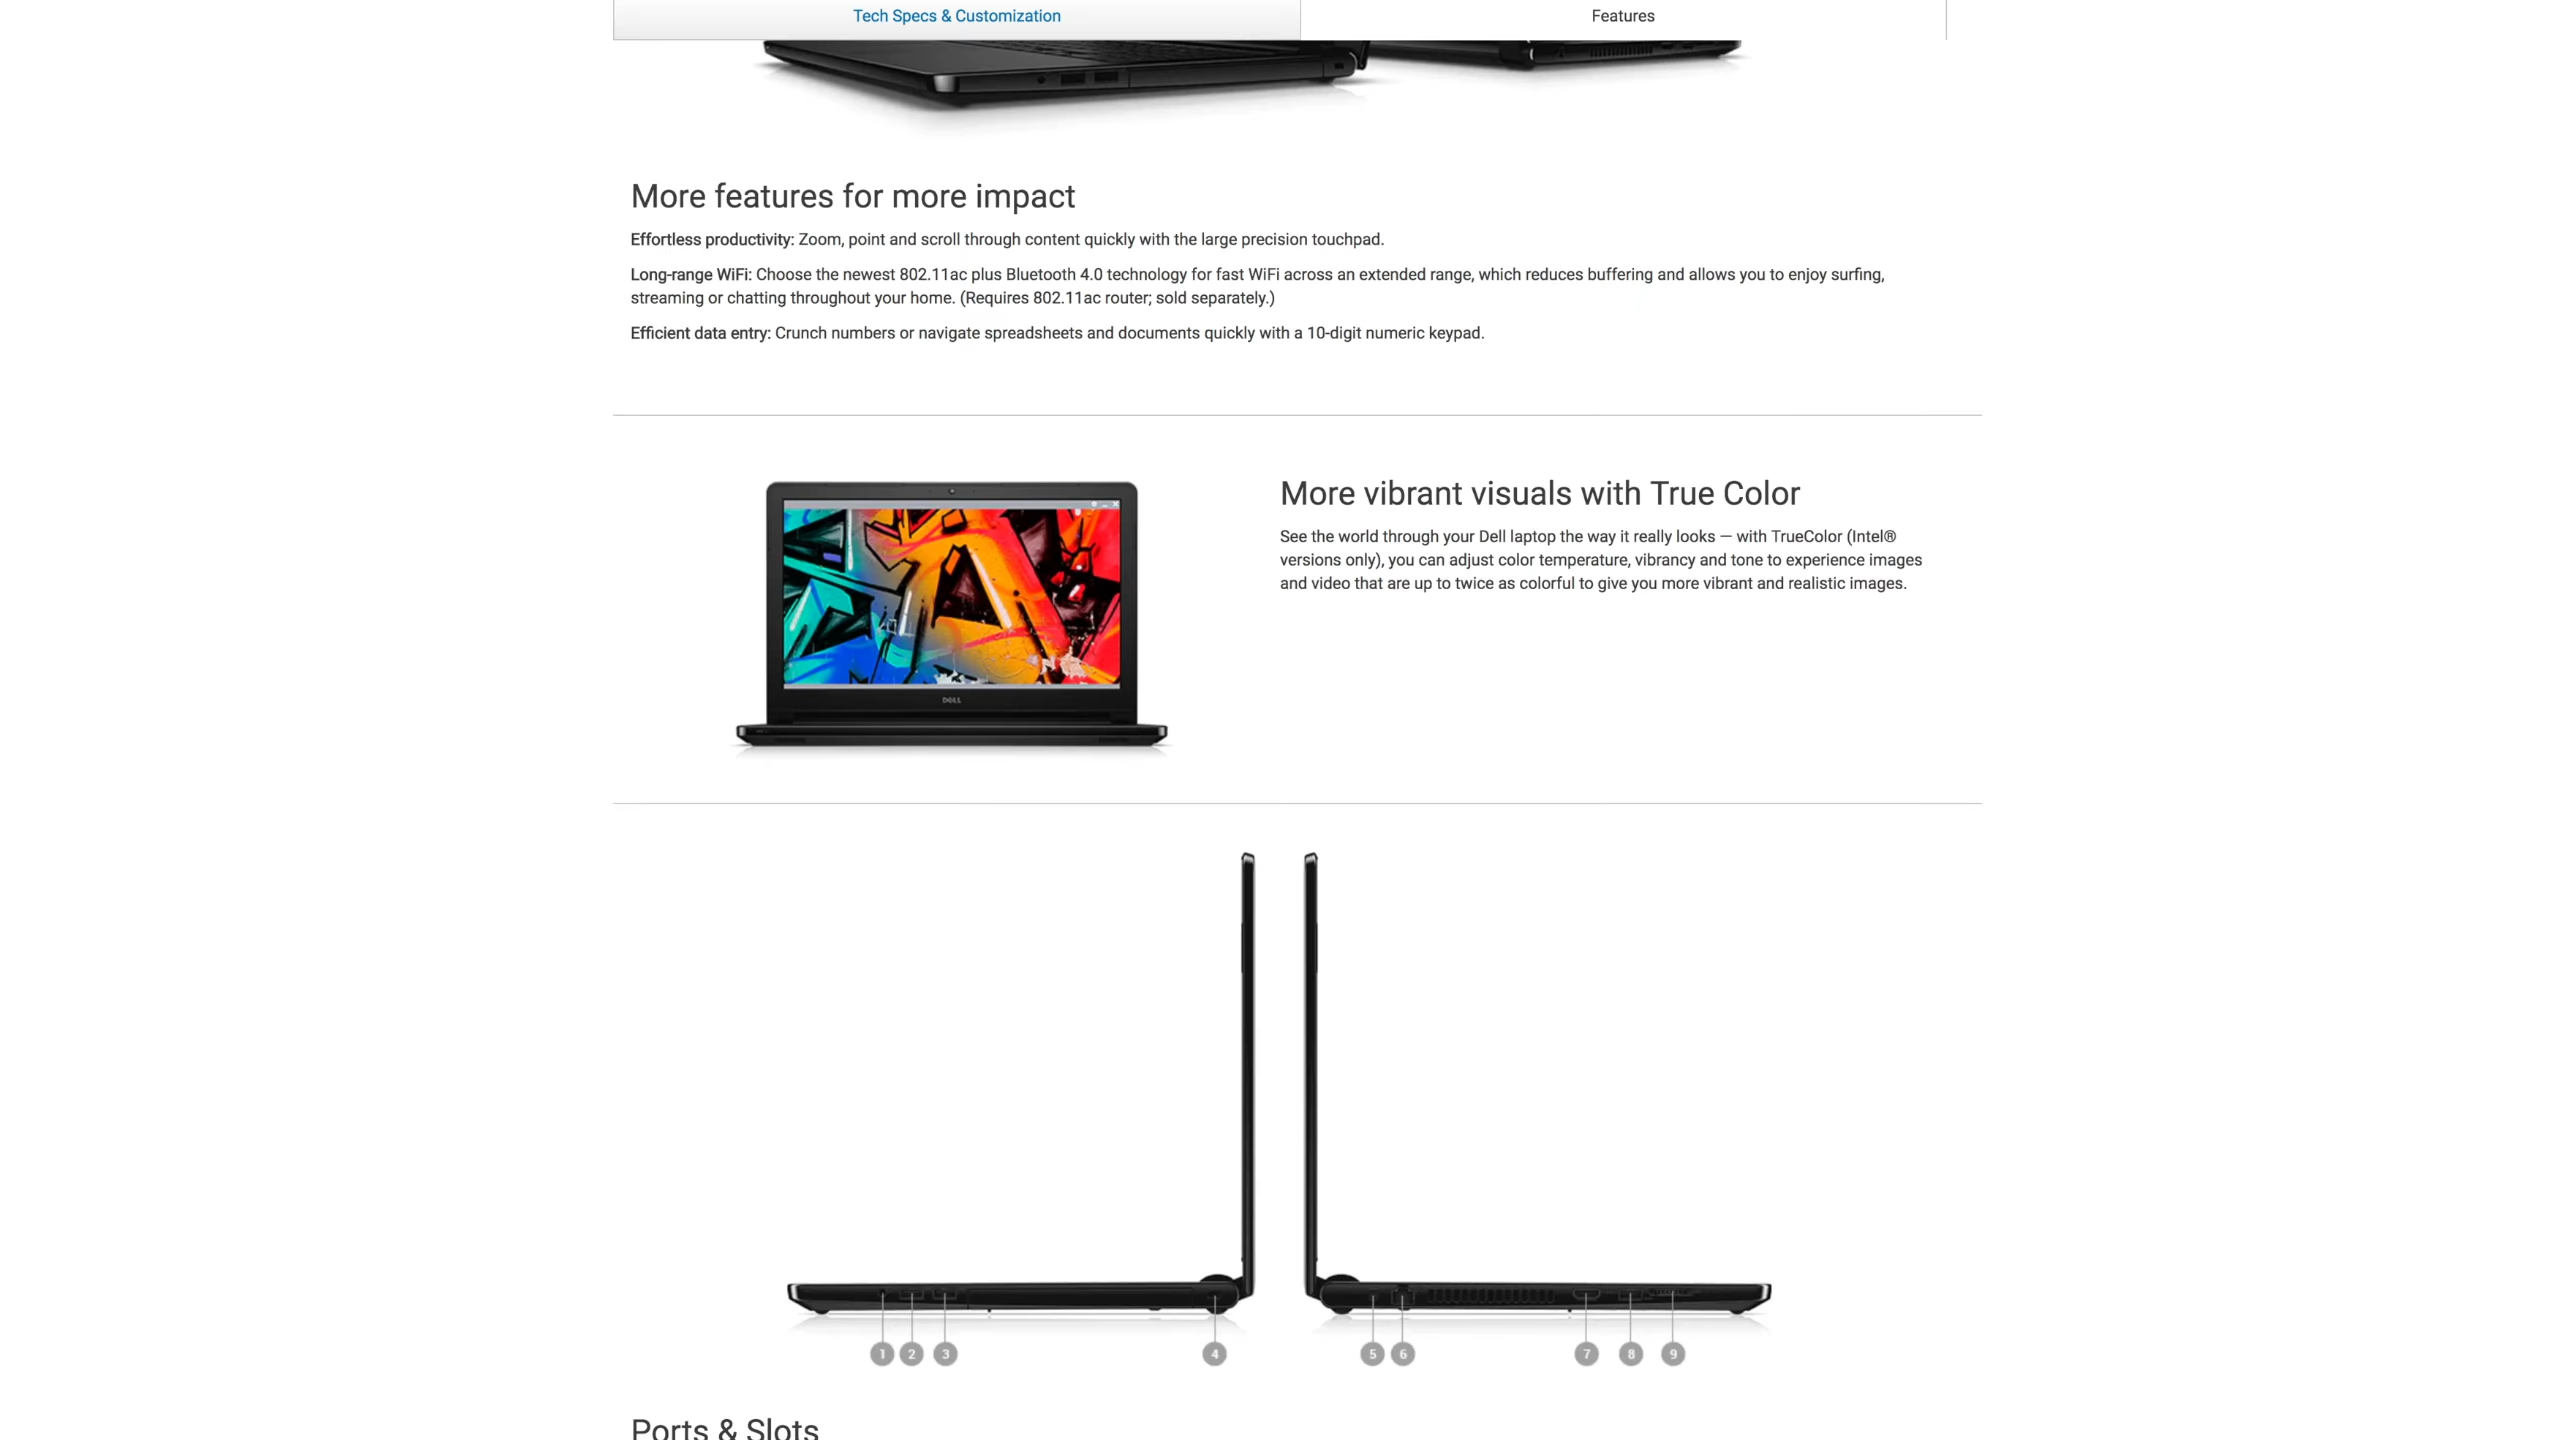 Tech Specs & Customization
Features
More features for more impact
Effortless productivity: Zoom, point and scroll through content quickly with the large precision touchpad.
Long-range WiFi: Choose the newest 802.11ac plus Bluetooth 4.0 technology for fast WiFi across an extended range, which reduces buffering and allows you to enjoy surfing,
streaming or chatting throughout your home. (Requires 802.11ac router; sold separately.)
Efficient data entry: Crunch numbers or navigate spreadsheets and documents quickly with a 10-digit numeric keypad.
DELL
More vibrant visuals with True Color
See the world through your Dell laptop the way it really looks — with TrueColor (Intel®
versions only), you can adjust color temperature, vibrancy and tone to experience images
and video that are up to twice as colorful to give you more vibrant and realistic images.
1 2 3 4 5 6 7 8 9
Ports & Slots